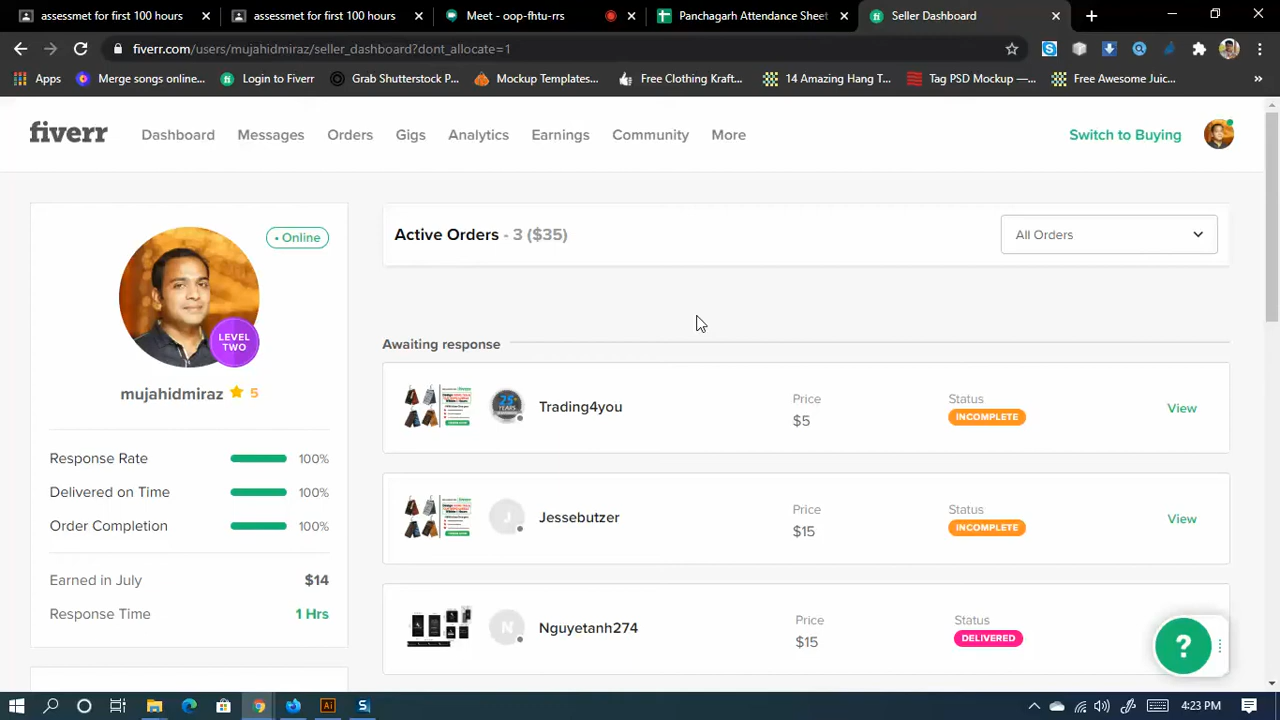 assessmet for first 100 hours
assessmet for first 100 hours
Meet - oop-fhtu-rrs
Panchagarh Attendance Sheet
Seller Dashboard
fiverr.com/users/mujahidmiraz/seller_dashboard?dont_allocate=1
Apps
Merge songs online...
Login to Fiverr
Grab Shutterstock P...
Mockup Templates...
Free Clothing Kraft...
14 Amazing Hang T...
Tag PSD Mockup —...
Free Awesome Juic...
fiverr
Dashboard
Messages
Orders
Gigs
Analytics
Earnings
Community
More
Switch to Buying
• Online
LEVEL
TWO
mujahidmiraz ★ 5
Response Rate 100%
Delivered on Time 100%
Order Completion 100%
Earned in July $14
Response Time 1 Hrs
Active Orders - 3 ($35)
All Orders
Awaiting response
25
YEARS
Trading4you
Price
$5
Status
INCOMPLETE
View
J
Jessebutzer
Price
$15
Status
INCOMPLETE
View
N
Nguyetanh274
Price
$15
Status
DELIVERED
?
Ai
S
4:23 PM